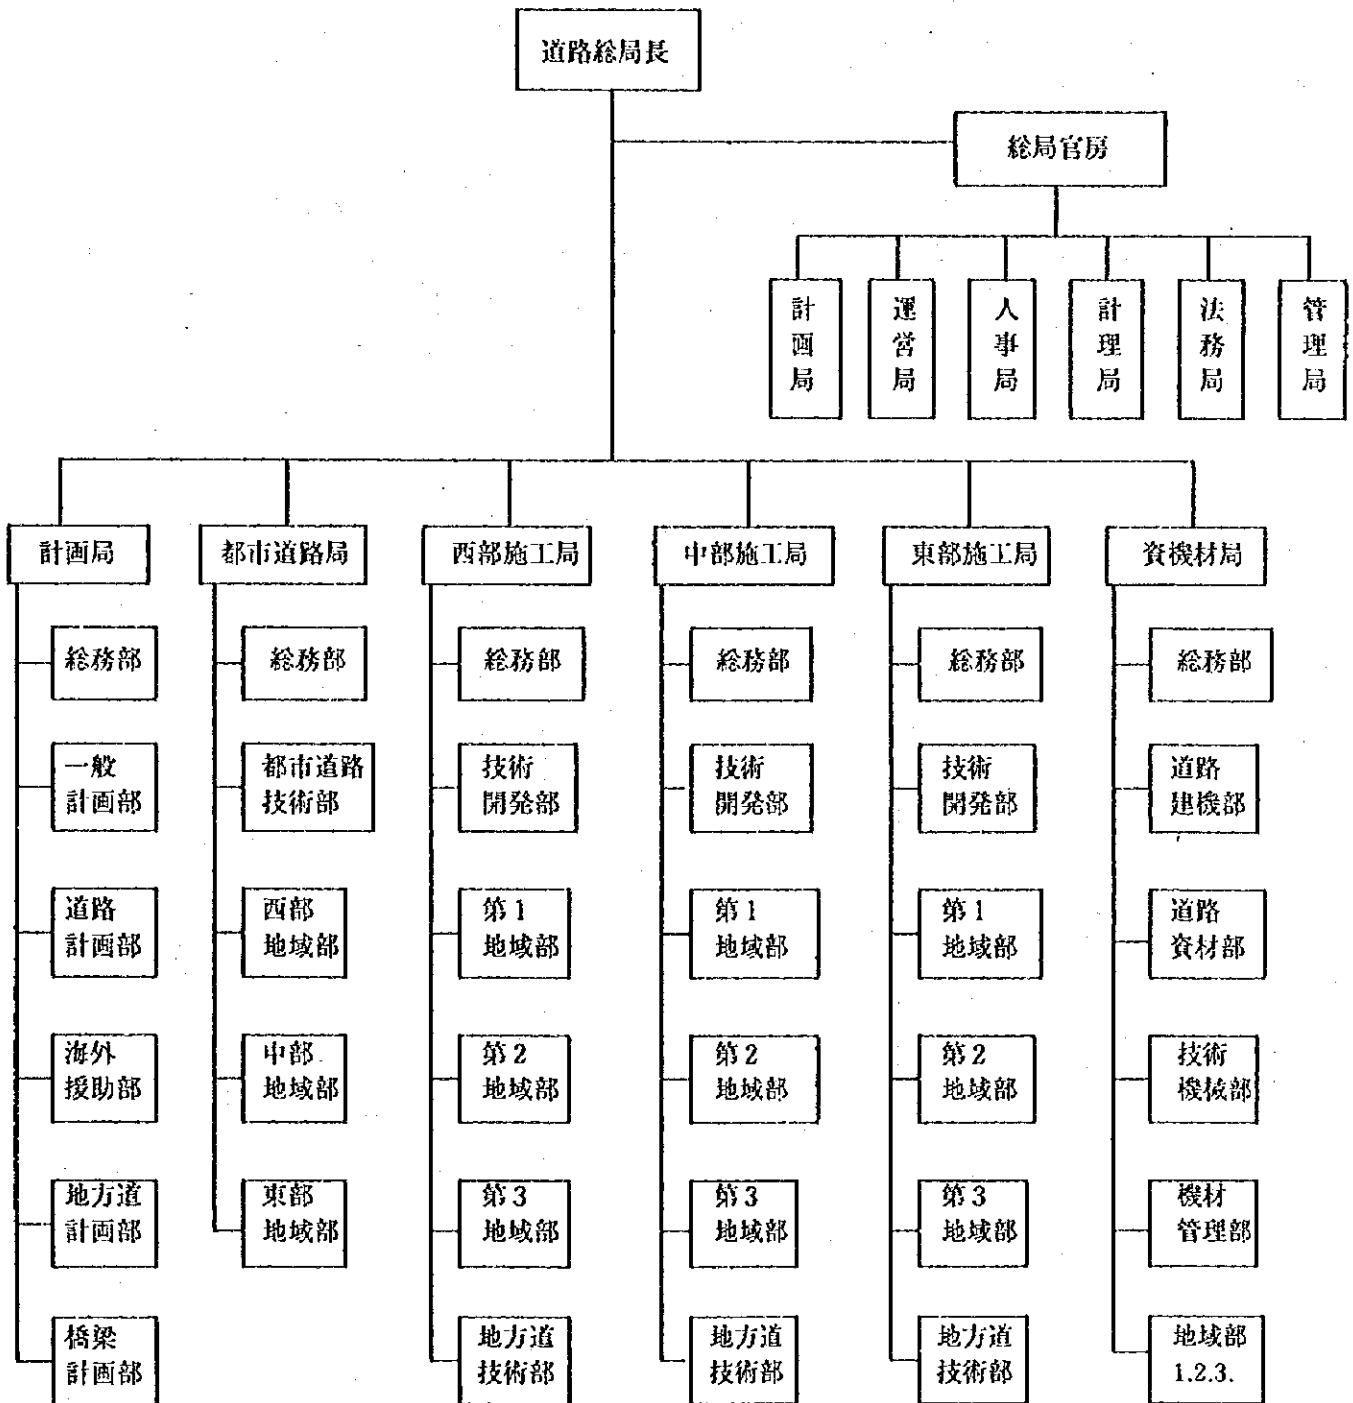 道路総局長
総局官房
計画局
運営局
人事局
計理局
法務局
管理局
計画局
都市道路局
西部施工局
中部施工局
東部施工局
資機材局
総務部
一般
計画部
道路
計画部
海外
援助部
地方道
計画部
橋梁
計画部
総務部
都市道路
技術部
西部
地域部
中部
地域部
東部
地域部
総務部
技術
開発部
第1
地域部
第2
地域部
第3
地域部
地方道
技術部
総務部
技術
開発部
第1
地域部
第2
地域部
第3
地域部
地方道
技術部
総務部
技術
開発部
第1
地域部
第2
地域部
第3
地域部
地方道
技術部
総務部
道路
建機部
道路
資材部
技術
機械部
機材
管理部
地域部
1.2.3.